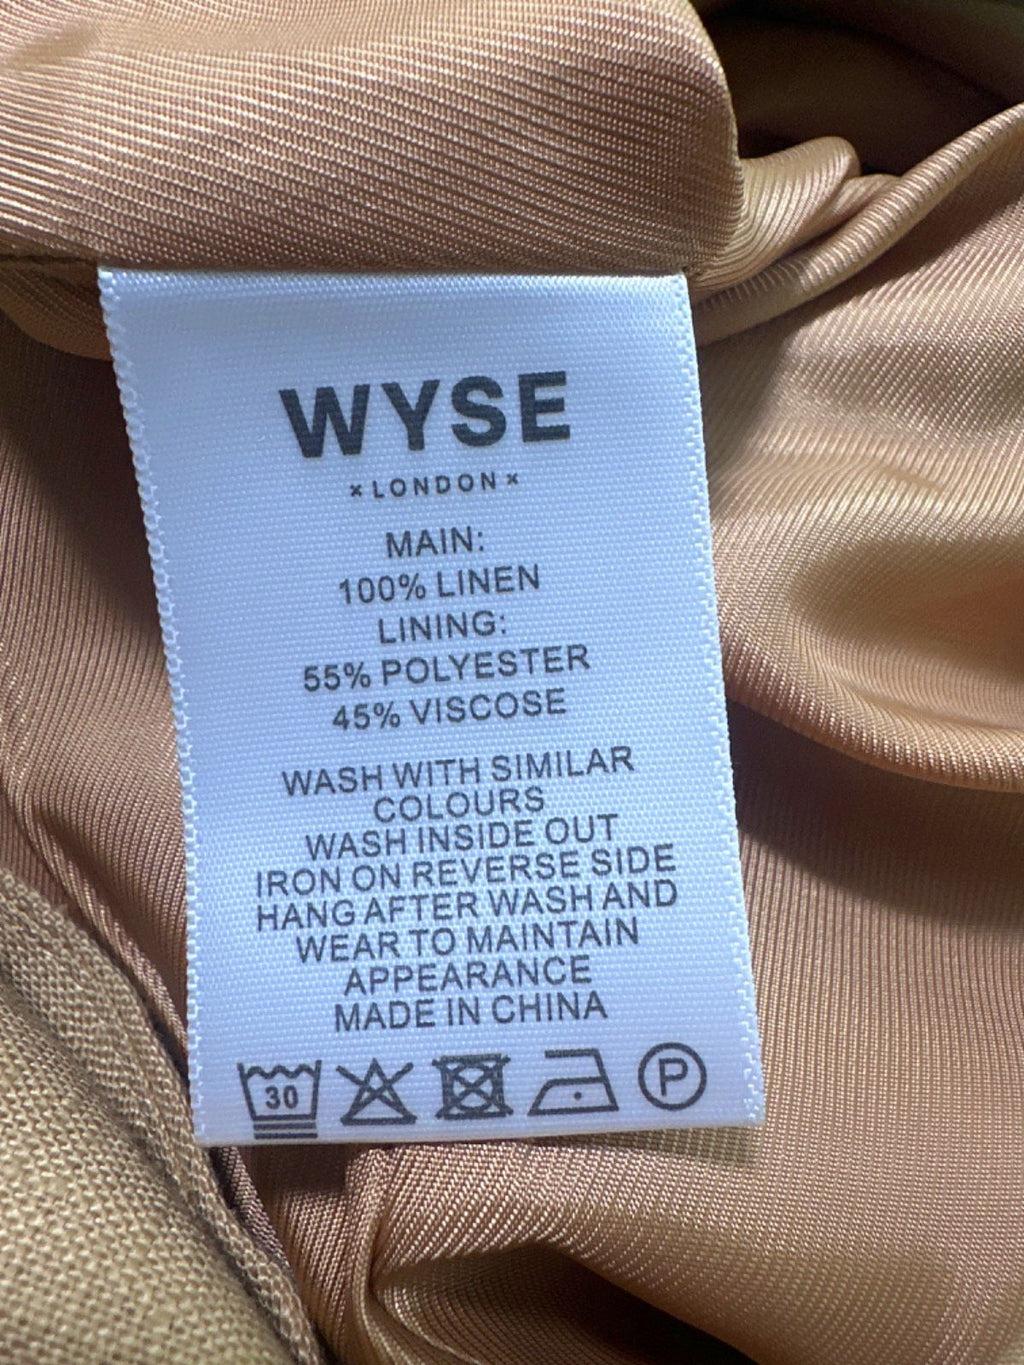 WYSE
×LONDON×
MAIN:
100% LINEN
LINING:
55% POLYESTER
45% VISCOSE
WASH WITH SIMILAR
COLOURS
WASH INSIDE OUT
IRON ON REVERSE SIDE
HANG AFTER WASH AND
WEAR TO MAINTAIN
APPEARANCE
MADE IN CHINA
30 P